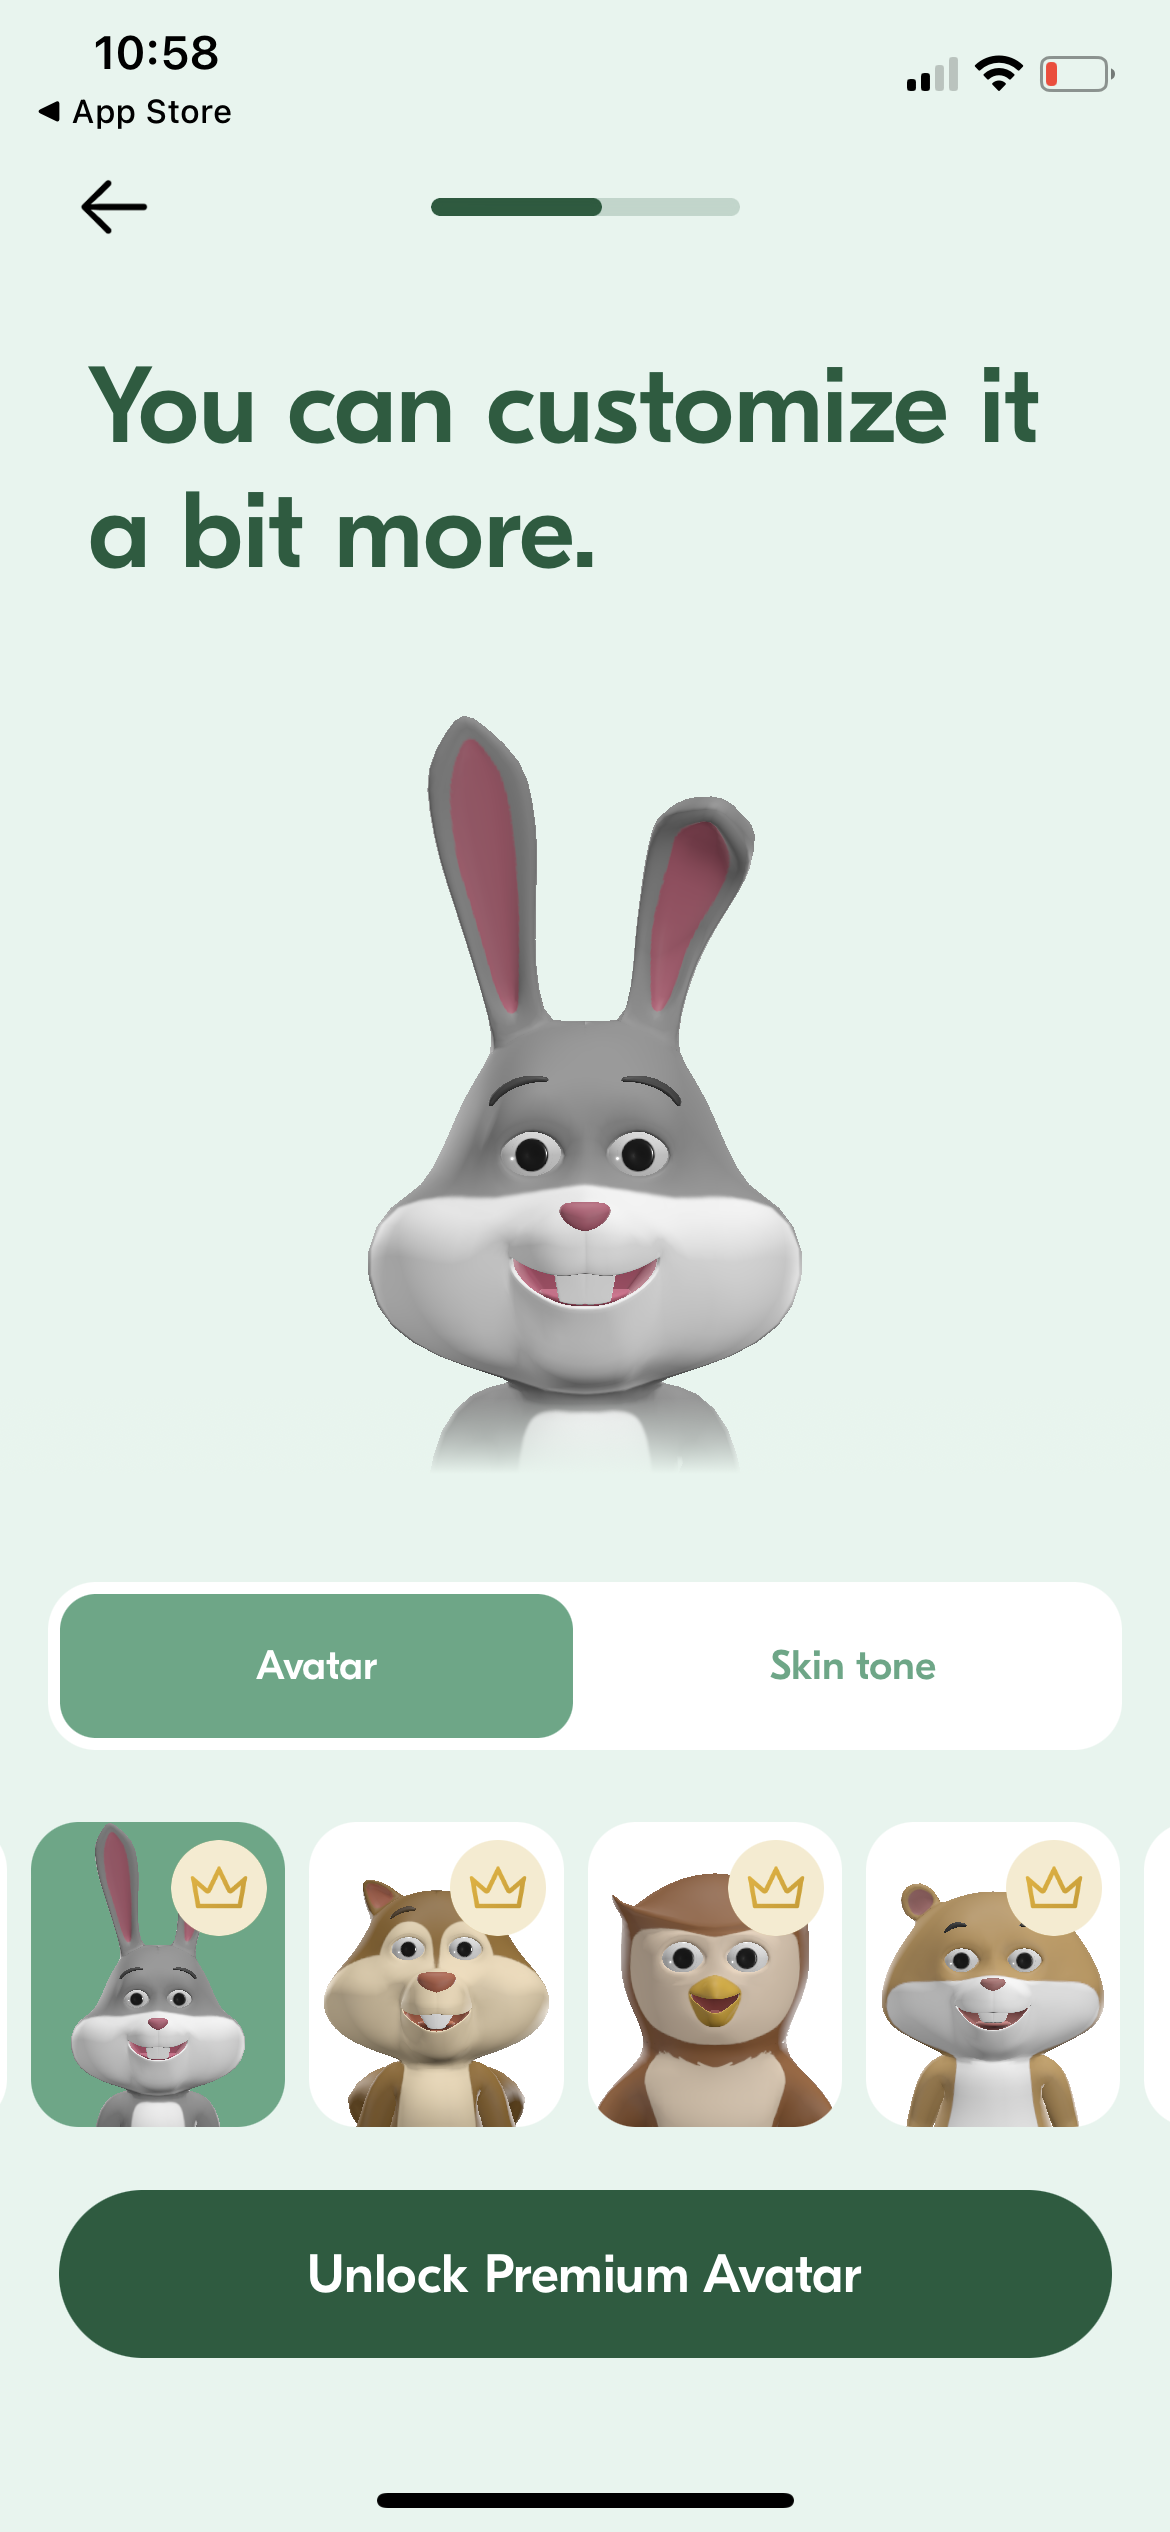 10:58
App Store
You can customize it
a bit more.
Avatar
Skin tone
Unlock Premium Avatar